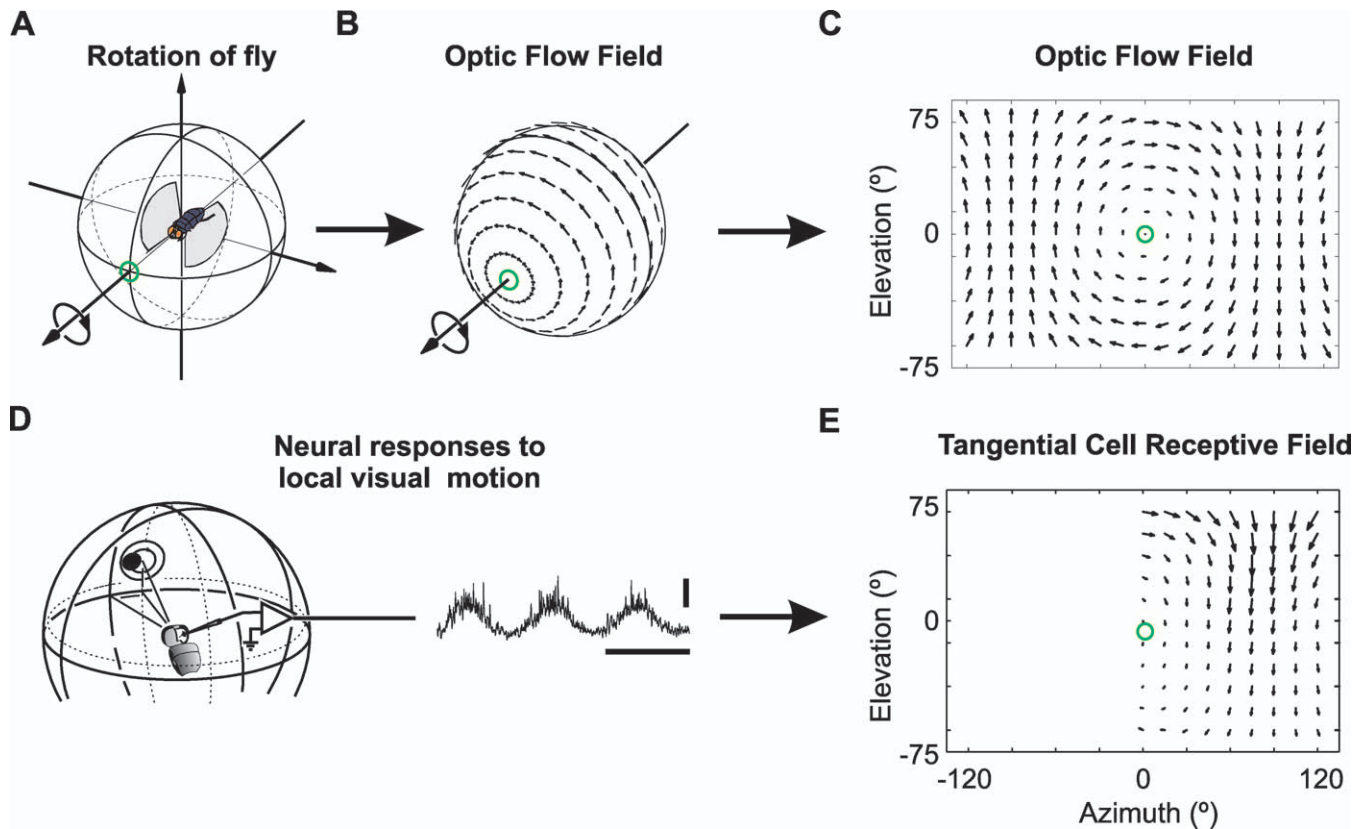 A
Rotation of fly
B
Optic Flow Field
C
Optic Flow Field
Elevation (º)
75
0
-75
D
Neural responses to
local visual motion
E
Tangential Cell Receptive Field
Elevation (º)
75
0
-75
-120
0
120
Azimuth (º)